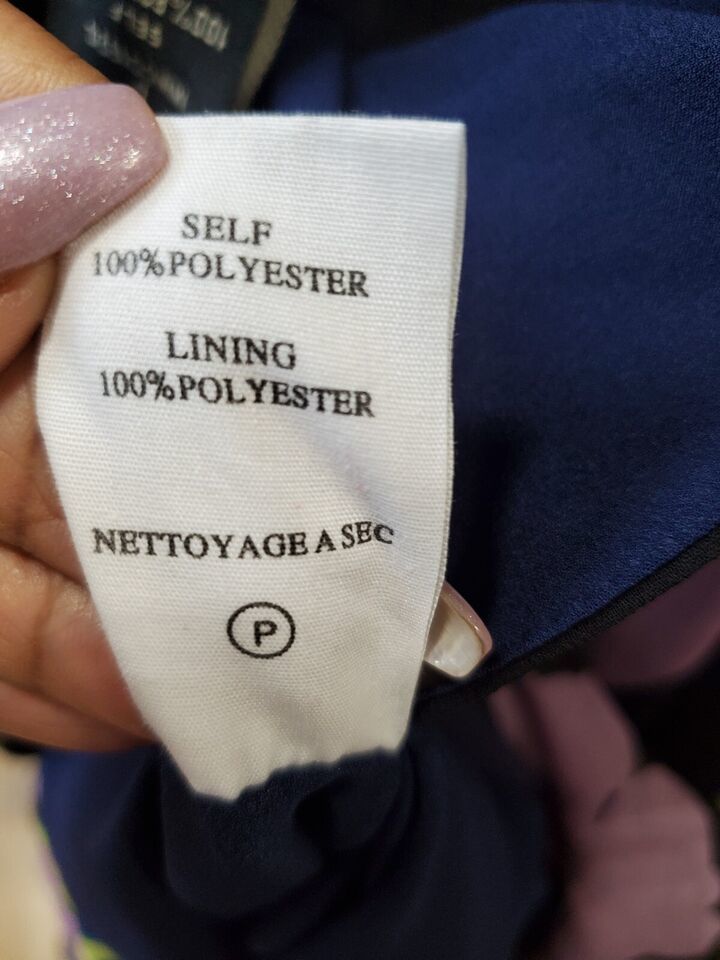 SELF
100%POLYESTER
LINING
100%POLYESTER
NETTOYAGE A SEC
P